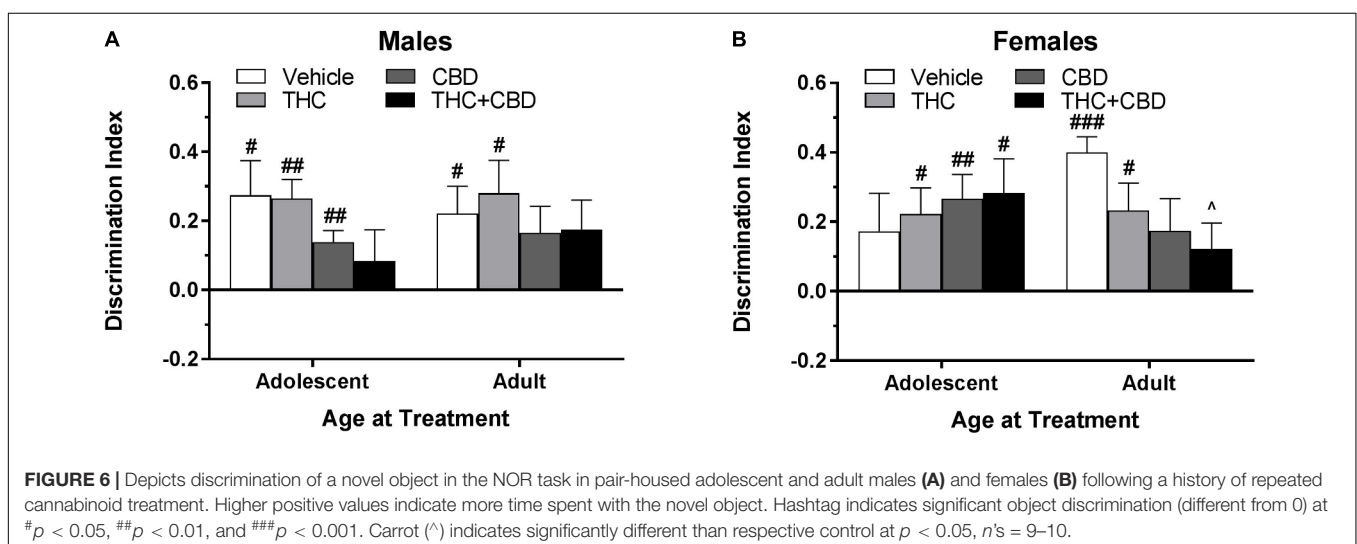 A Males
Vehicle CBD
THC THC+CBD
0.6
0.4
0.2
0.0
-0.2
Discrimination Index
# ## ## # #
Adolescent Adult
Age at Treatment
B Females
Vehicle CBD
THC THC+CBD
0.6
0.4
0.2
0.0
-0.2
Discrimination Index
# ## # ### # ^
Adolescent Adult
Age at Treatment
FIGURE 6 | Depicts discrimination of a novel object in the NOR task in pair-housed adolescent and adult males (A) and females (B) following a history of repeated
cannabinoid treatment. Higher positive values indicate more time spent with the novel object. Hashtag indicates significant object discrimination (different from 0) at
#p < 0.05, ##p < 0.01, and ###p < 0.001. Carrot (^) indicates significantly different than respective control at p < 0.05, n's = 9–10.